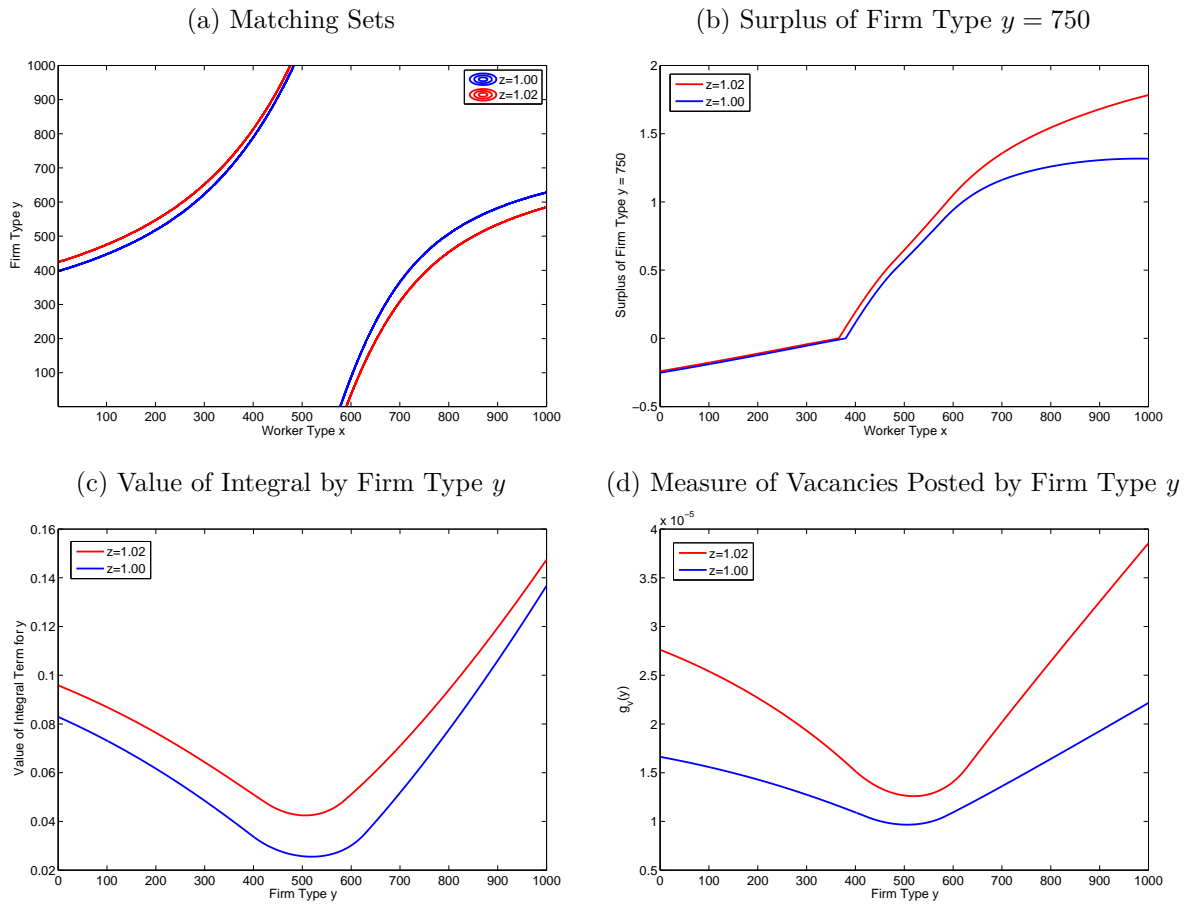 (a) Matching Sets
1000
900
800
700
600
500
400
300
200
100
0 100 200 300 400 500 600 700 800 900 1000
Firm Type y
Worker Type x
z=1.00
z=1.02
(b) Surplus of Firm Type y = 750
2
1.5
1
0.5
0
−0.5
0 100 200 300 400 500 600 700 800 900 1000
Surplus of Firm Type y = 750
Worker Type x
z=1.02
z=1.00
(c) Value of Integral by Firm Type y
0.16
0.14
0.12
0.1
0.08
0.06
0.04
0.02
0 100 200 300 400 500 600 700 800 900 1000
Value of Integral Term for y
Firm Type y
z=1.02
z=1.00
(d) Measure of Vacancies Posted by Firm Type y
x 10⁻⁵
4
3.5
3
2.5
2
1.5
1
0.5
0 100 200 300 400 500 600 700 800 900 1000
g_v(y)
Firm Type y
z=1.02
z=1.00